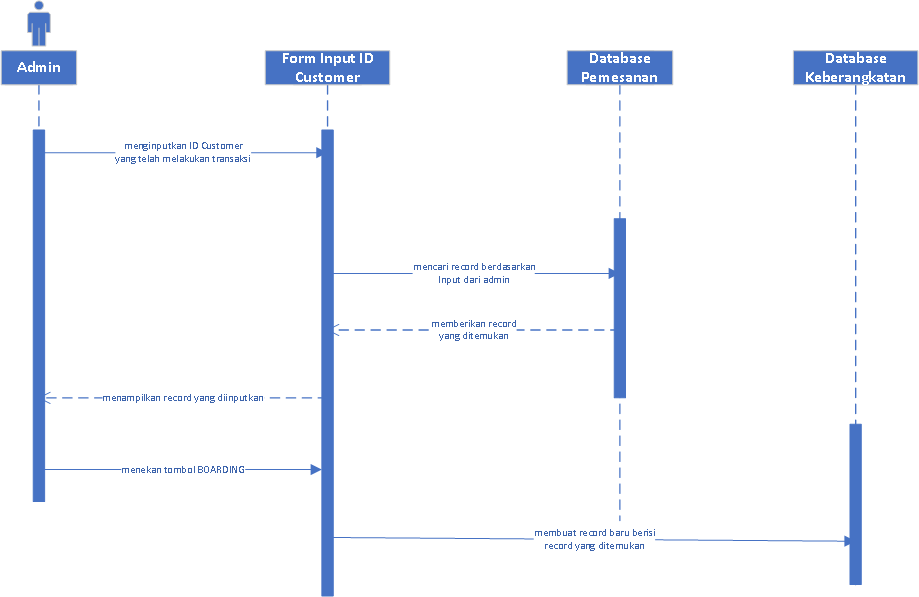 Admin
Form Input ID
Customer
Database
Pemesanan
Database
Keberangkatan
menginputkan ID Customer
yang telah melakukan transaksi
mencari record berdasarkan
Input dari admin
memberikan record
yang ditemukan
menampilkan record yang diinputkan
menekan tombol BOARDING
membuat record baru berisi
record yang ditemukan